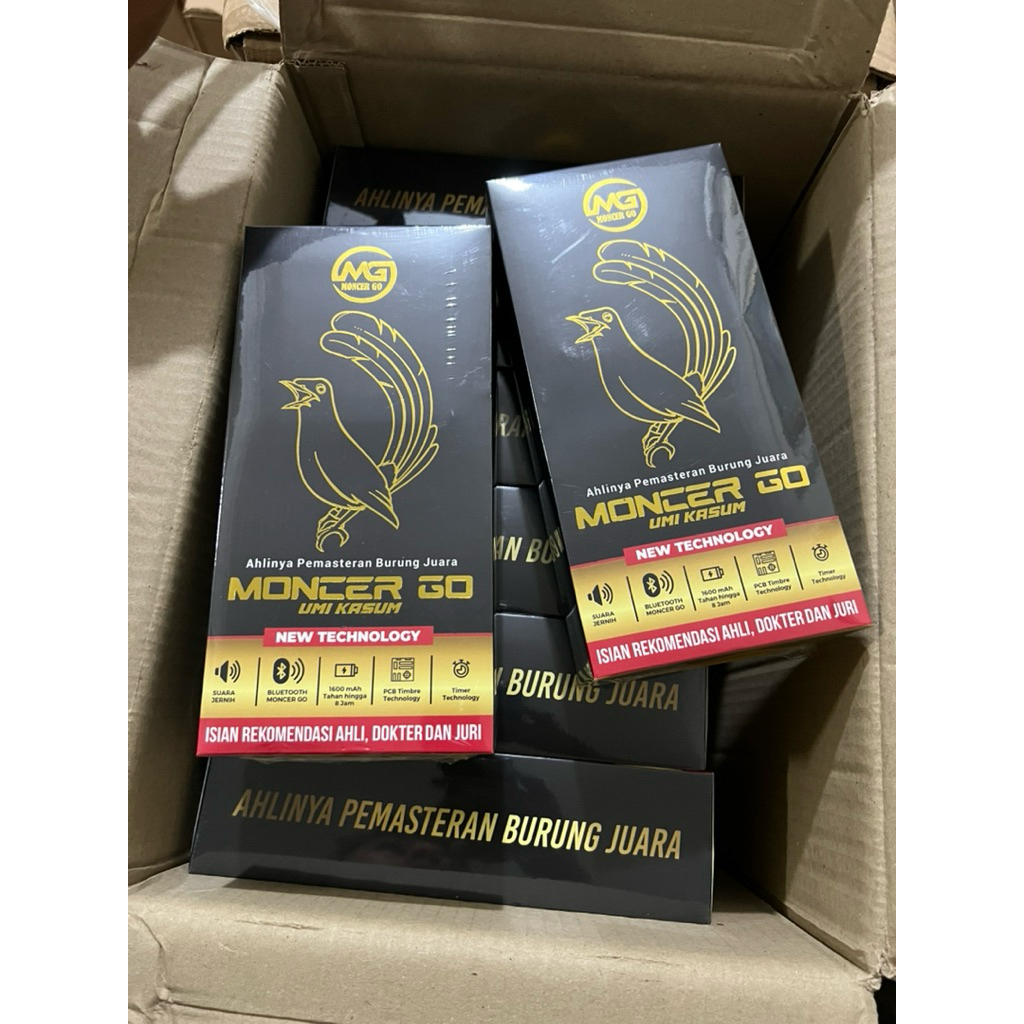 AHLINYA PEMA
MG
MONCER GO
Ahlinya Pemasteran Burung Juara
MONCER GO
UMI KASUM
NEW TECHNOLOGY
SUARA
JERNIH
BLUETOOTH
MONCER GO
1600 mAh
Tahan hingga
8 Jam
PCB Timbre
Technology
Timer
Technology
ISIAN REKOMENDASI AHLI, DOKTER DAN JURI
MG
MONCER GO
Ahlinya Pemasteran Burung Juara
MONCER GO
UMI KASUM
NEW TECHNOLOGY
SUARA
JERNIH
BLUETOOTH
MONCER GO
1600 mAh
Tahan hingga
8 Jam
PCB Timbre
Technology
Timer
Technology
ISIAN REKOMENDASI AHLI, DOKTER DAN JURI
BURUNG JUARA
AHLINYA PEMASTERAN BURUNG JUARA